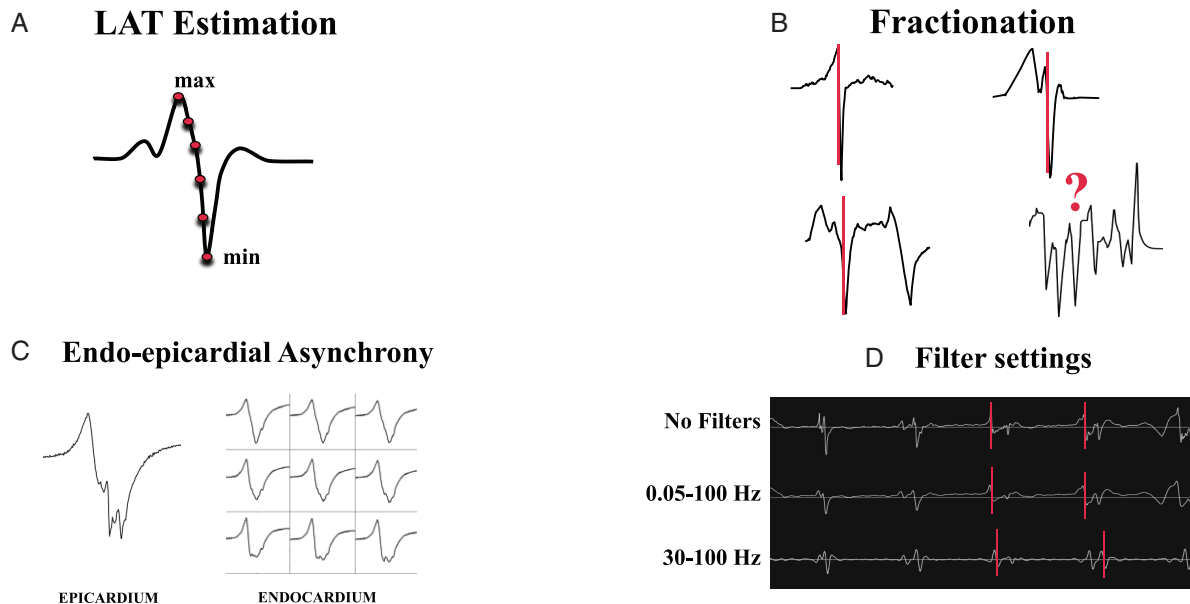 A
LAT Estimation
max
min
B
Fractionation
?
C
Endo-epicardial Asynchrony
EPICARDIUM
ENDOCARDIUM
D
Filter settings
No Filters
0.05-100 Hz
30-100 Hz